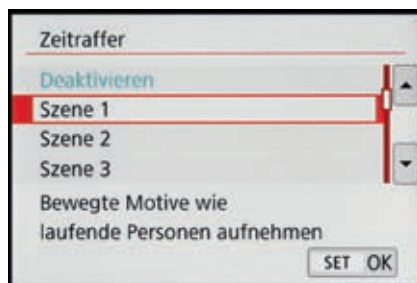 Zeitraffer
Deaktivieren
Szene 1
Szene 2
Szene 3
Bewegte Motive wie
laufende Personen aufnehmen
SET OK